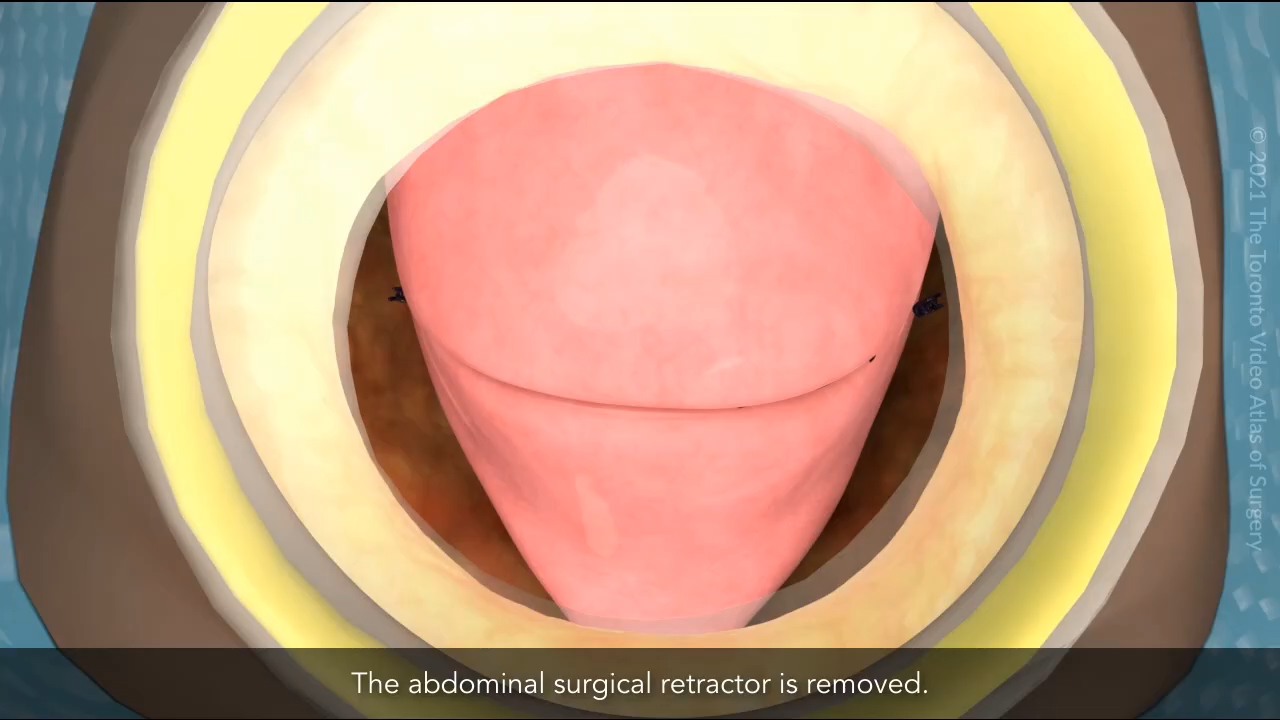 The abdominal surgical retractor is removed.
© 2021 The Toronto Video Atlas of Surgery